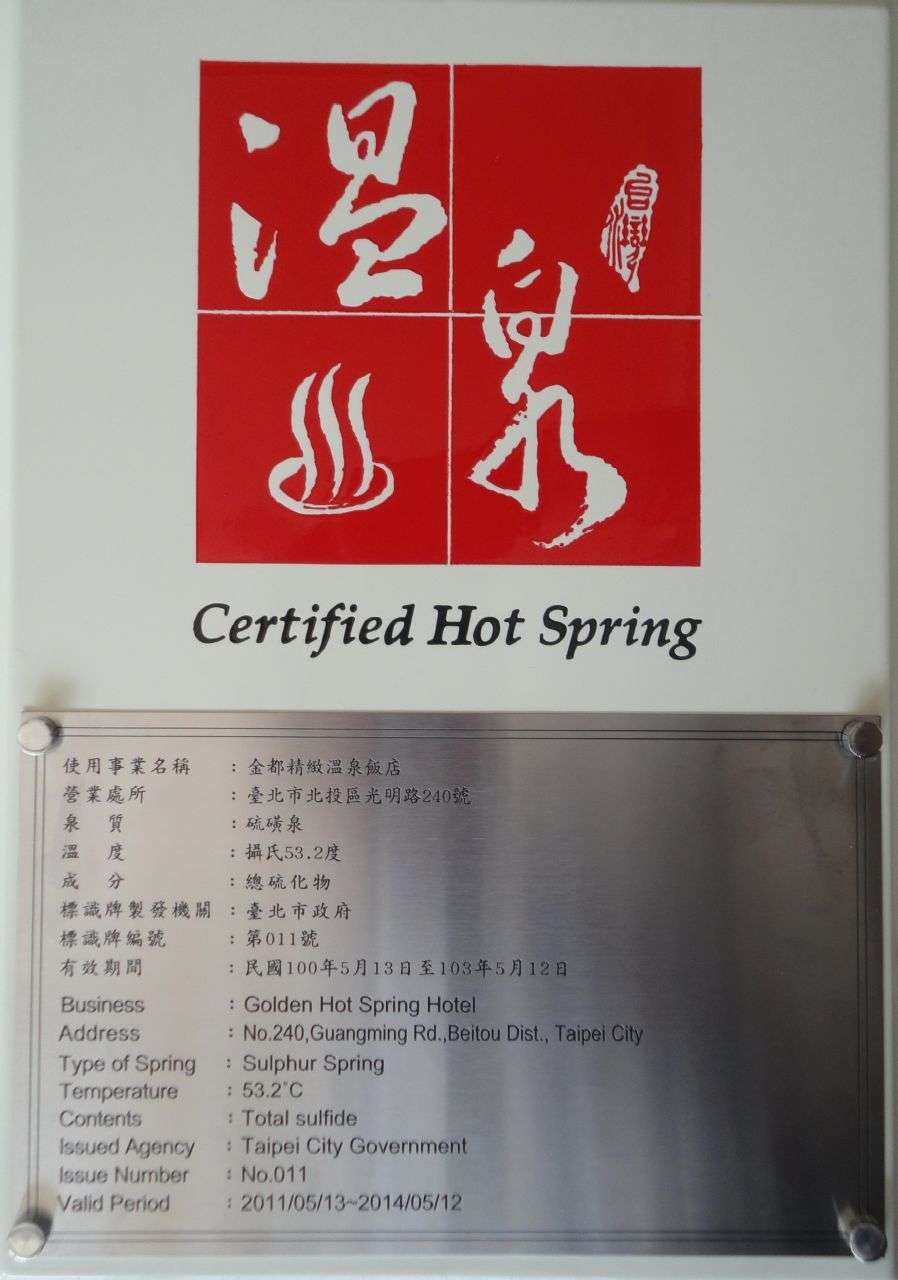 溫泉
台灣
Certified Hot Spring
使用事業名稱 : 金都精緻溫泉飯店
營業處所 : 臺北市北投區光明路240號
泉 質 : 硫磺泉
溫 度 : 攝氏53.2度
成 分 : 總硫化物
標識牌製發機關 : 臺北市政府
標識牌編號 : 第011號
有效期間 : 民國100年5月13日至103年5月12日
Business : Golden Hot Spring Hotel
Address : No.240,Guangming Rd.,Beitou Dist., Taipei City
Type of Spring : Sulphur Spring
Temperature : 53.2°C
Contents : Total sulfide
Issued Agency : Taipei City Government
Issue Number : No.011
Valid Period : 2011/05/13~2014/05/12